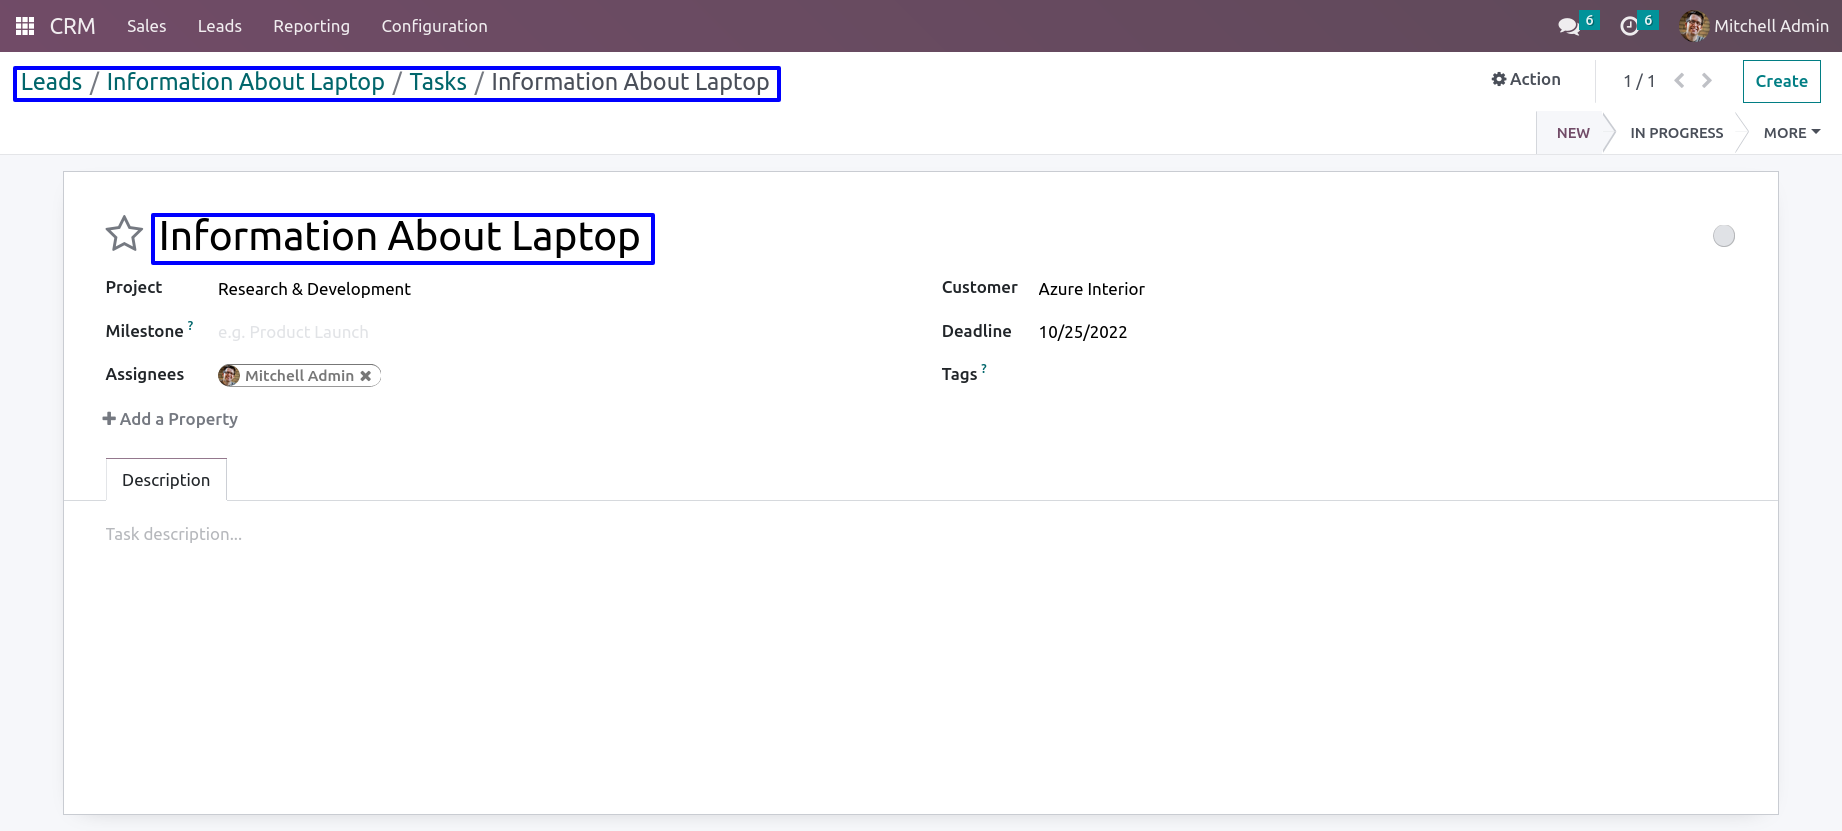 CRM Sales Leads Reporting Configuration 6 6 Mitchell Admin
Leads / Information About Laptop / Tasks / Information About Laptop Action 1 / 1 Create
NEW IN PROGRESS MORE
Information About Laptop
Project Research & Development Customer Azure Interior
Milestone ? e.g. Product Launch Deadline 10/25/2022
Assignees Mitchell Admin Tags ?
Add a Property
Description
Task description...